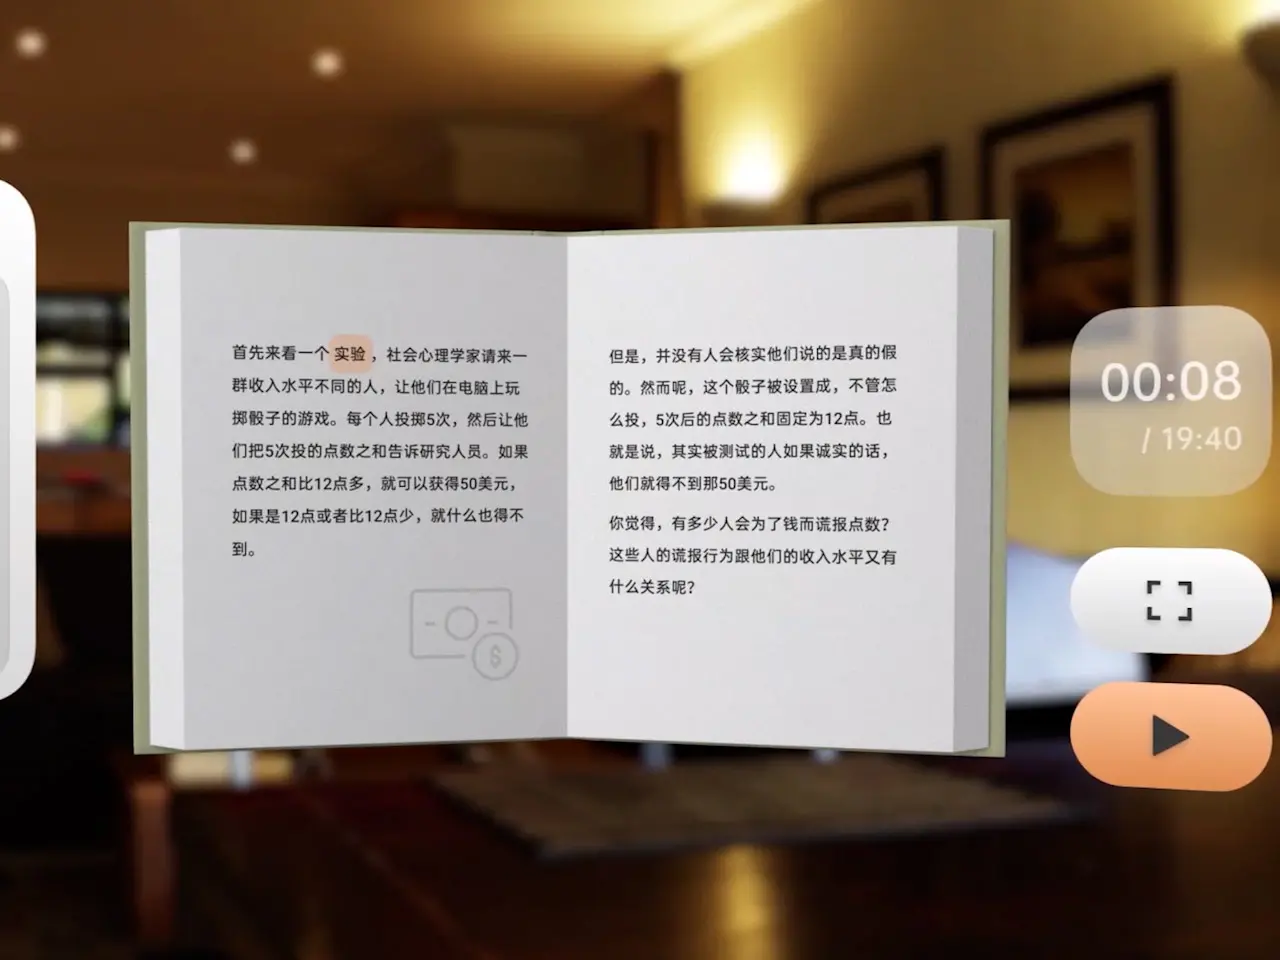 首先来看一个 实验 ，社会心理学家请来一
群收入水平不同的人，让他们在电脑上玩
掷骰子的游戏。每个人投掷5次，然后让他
们把5次投的点数之和告诉研究人员。如果
点数之和比12点多，就可以获得50美元，
如果是12点或者比12点少，就什么也得不
到。
$
但是，并没有人会核实他们说的是真的假
的。然而呢，这个骰子被设置成，不管怎
么投，5次后的点数之和固定为12点。也
就是说，其实被测试的人如果诚实的话，
他们就得不到那50美元。
你觉得，有多少人会为了钱而谎报点数？
这些人的谎报行为跟他们的收入水平又有
什么关系呢？
00:08
/ 19:40